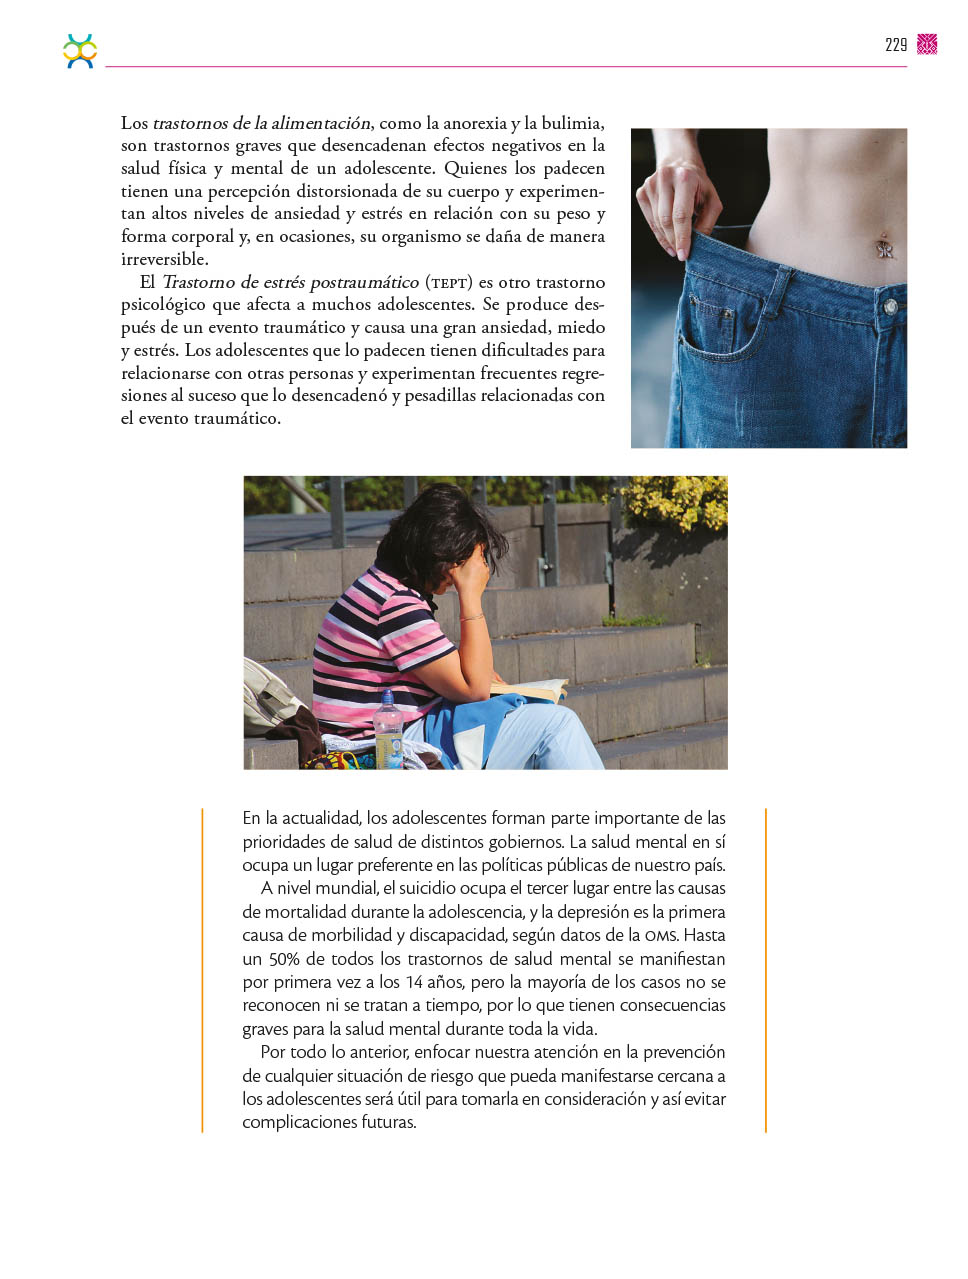 229
Los trastornos de la alimentación, como la anorexia y la bulimia,
son trastornos graves que desencadenan efectos negativos en la
salud física y mental de un adolescente. Quienes los padecen
tienen una percepción distorsionada de su cuerpo y experimen-
tan altos niveles de ansiedad y estrés en relación con su peso y
forma corporal y, en ocasiones, su organismo se daña de manera
irreversible.
El Trastorno de estrés postraumático (TEPT) es otro trastorno
psicológico que afecta a muchos adolescentes. Se produce des-
pués de un evento traumático y causa una gran ansiedad, miedo
y estrés. Los adolescentes que lo padecen tienen dificultades para
relacionarse con otras personas y experimentan frecuentes regre-
siones al suceso que lo desencadenó y pesadillas relacionadas con
el evento traumático.
En la actualidad, los adolescentes forman parte importante de las
prioridades de salud de distintos gobiernos. La salud mental en sí
ocupa un lugar preferente en las políticas públicas de nuestro país.
A nivel mundial, el suicidio ocupa el tercer lugar entre las causas
de mortalidad durante la adolescencia, y la depresión es la primera
causa de morbilidad y discapacidad, según datos de la OMS. Hasta
un 50% de todos los trastornos de salud mental se manifiestan
por primera vez a los 14 años, pero la mayoría de los casos no se
reconocen ni se tratan a tiempo, por lo que tienen consecuencias
graves para la salud mental durante toda la vida.
Por todo lo anterior, enfocar nuestra atención en la prevención
de cualquier situación de riesgo que pueda manifestarse cercana a
los adolescentes será útil para tomarla en consideración y así evitar
complicaciones futuras.